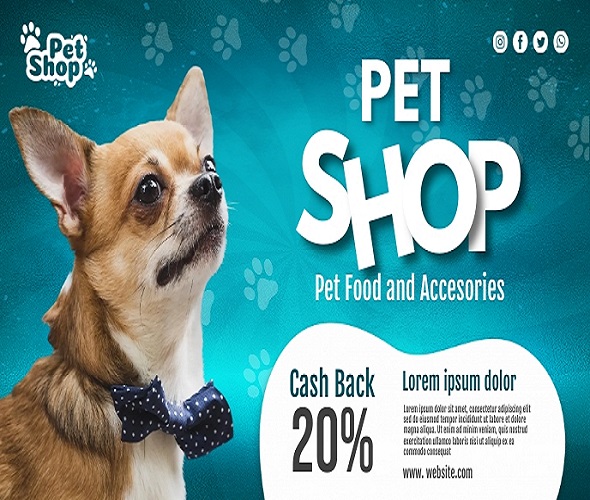 Pet
Shop
PET
SHOP
Pet Food and Accesories
Cash Back
20%
Lorem ipsum dolor
Lorem ipsum dolor sit amet, consectetur adipiscing elit,
sed do eiusmod tempor incididunt ut labore et dolore
magna aliqua. Ut enim ad minim veniam, quis nostrud
exercitation ullamco laboris nisi ut aliquip ex ea
commodo consequat
www. website.com